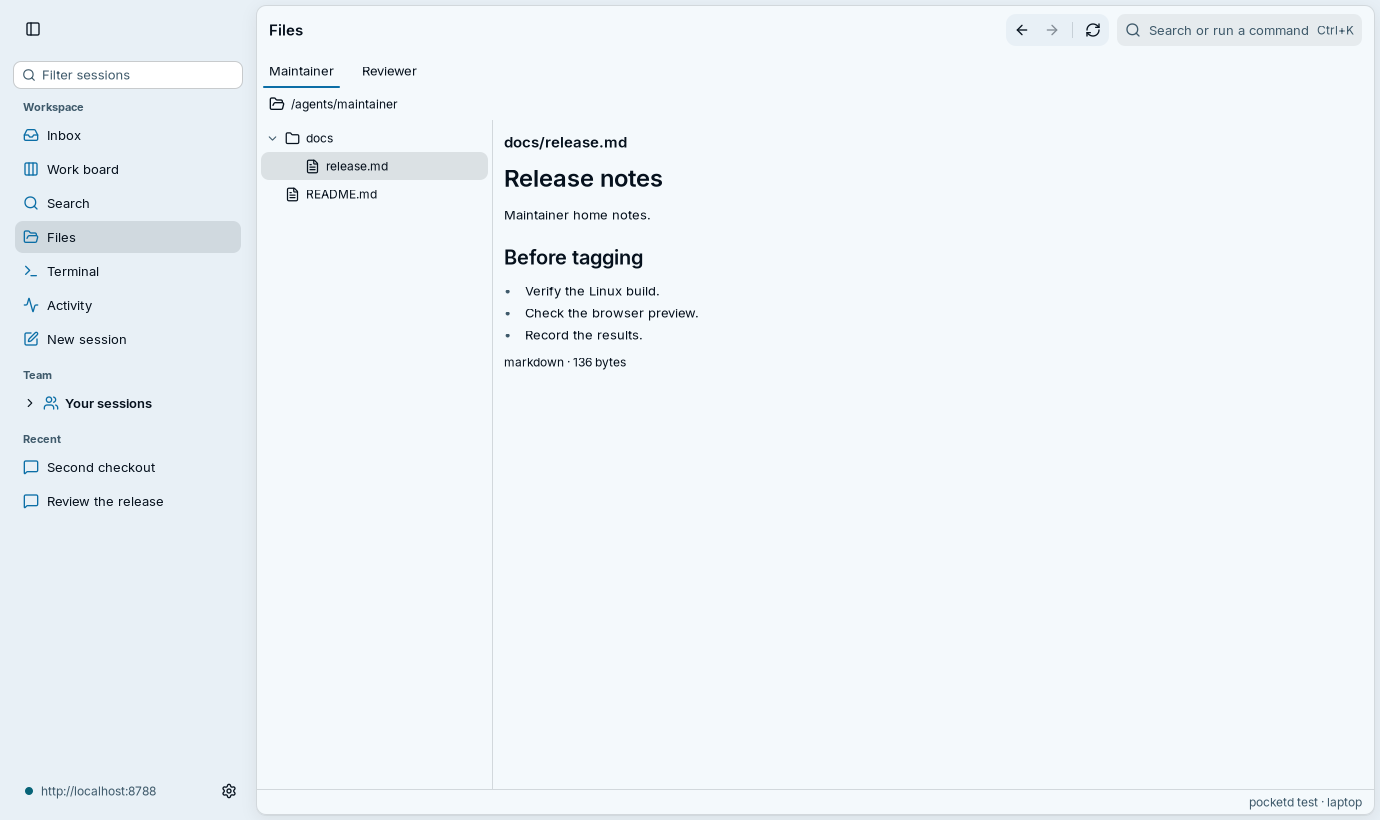 Files
Search or run a command Ctrl+K
Filter sessions
Workspace
Inbox
Work board
Search
Files
Terminal
Activity
New session
Team
Your sessions
Recent
Second checkout
Review the release
http://localhost:8788
Maintainer Reviewer
/agents/maintainer
docs
release.md
README.md
docs/release.md
Release notes
Maintainer home notes.
Before tagging
• Verify the Linux build.
• Check the browser preview.
• Record the results.
markdown · 136 bytes
pocketd test · laptop